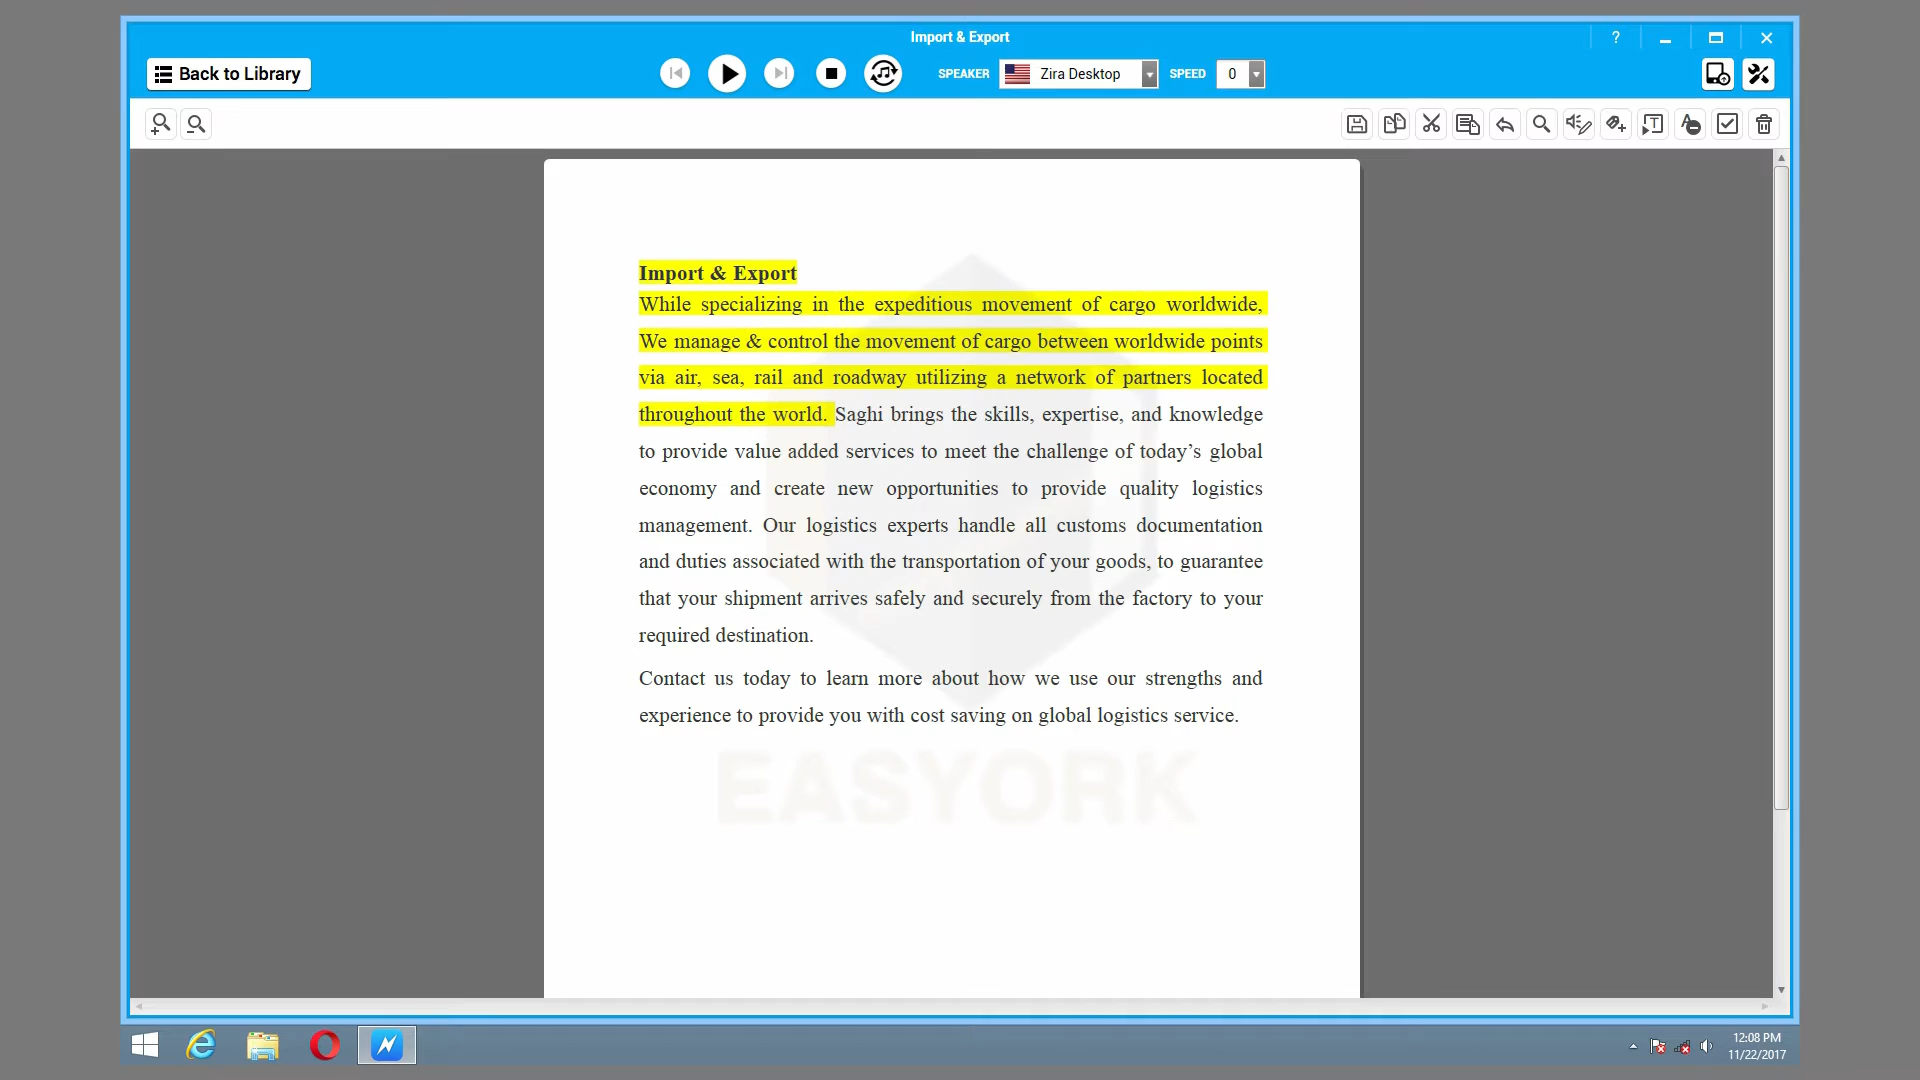 Import & Export
?
Back to Library
SPEAKER Zira Desktop SPEED 0
Import & Export
While specializing in the expeditious movement of cargo worldwide,
We manage & control the movement of cargo between worldwide points
via air, sea, rail and roadway utilizing a network of partners located
throughout the world. Saghi brings the skills, expertise, and knowledge
to provide value added services to meet the challenge of today’s global
economy and create new opportunities to provide quality logistics
management. Our logistics experts handle all customs documentation
and duties associated with the transportation of your goods, to guarantee
that your shipment arrives safely and securely from the factory to your
required destination.
Contact us today to learn more about how we use our strengths and
experience to provide you with cost saving on global logistics service.
EASYORK
12:08 PM
11/22/2017